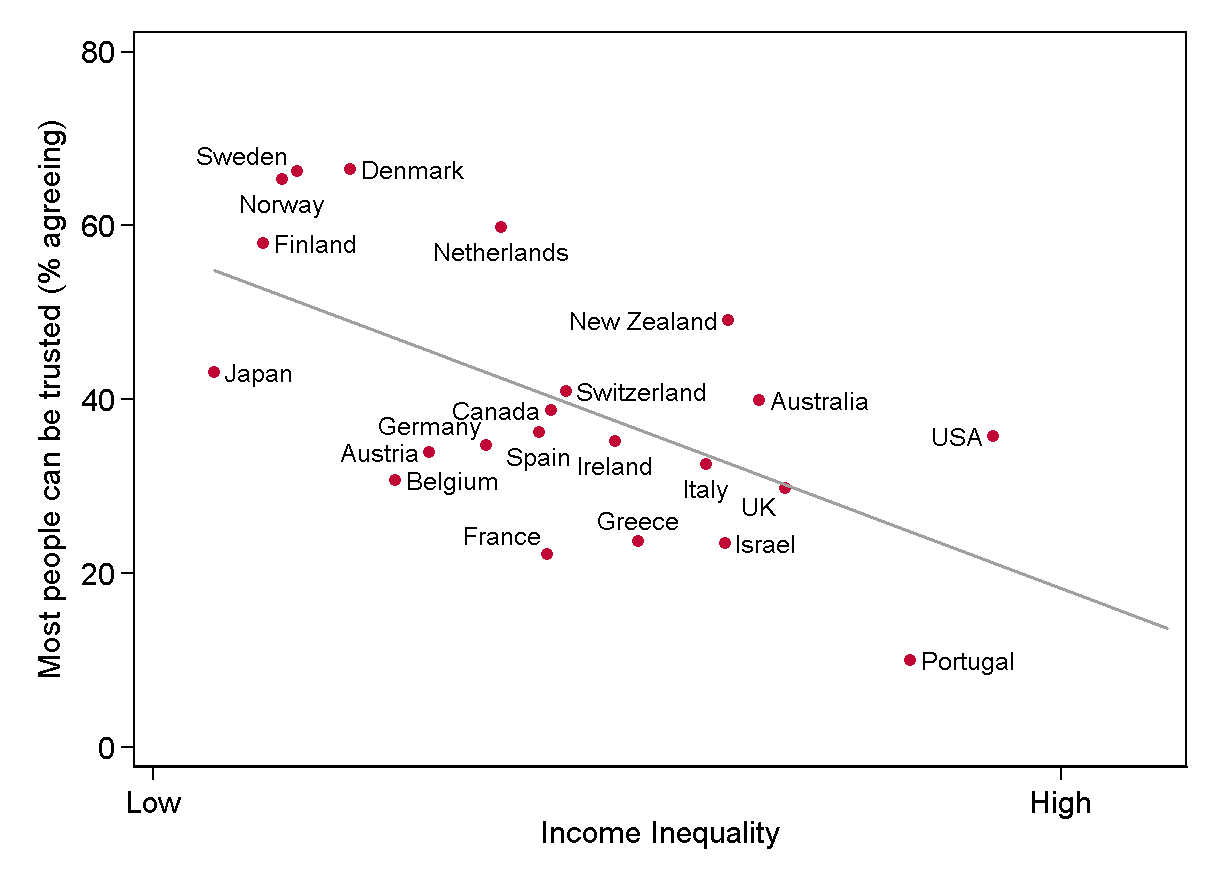 80
Sweden
Denmark
Norway
60
Finland
Netherlands
New Zealand
Japan
Switzerland
40
Australia
Canada
Germany
USA
Austria
Spain
Ireland
Belgium
Italy
UK
Greece
France
Israel
20
Portugal
0
Most people can be trusted (% agreeing)
Low
High
Income Inequality